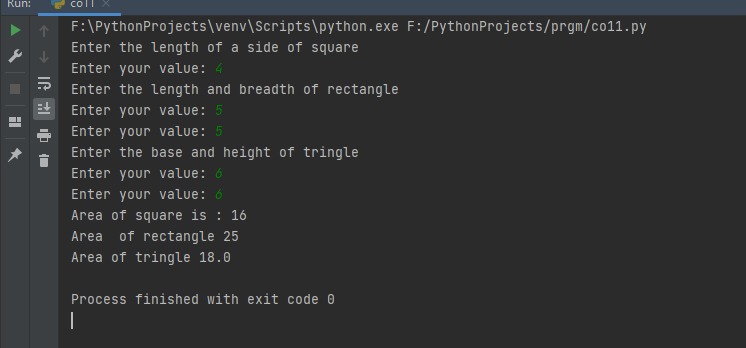 Run: co11
F:\PythonProjects\venv\Scripts\python.exe F:/PythonProjects/prgm/co11.py
Enter the length of a side of square
Enter your value: 4
Enter the length and breadth of rectangle
Enter your value: 5
Enter your value: 5
Enter the base and height of tringle
Enter your value: 6
Enter your value: 6
Area of square is : 16
Area  of rectangle 25
Area of tringle 18.0
Process finished with exit code 0